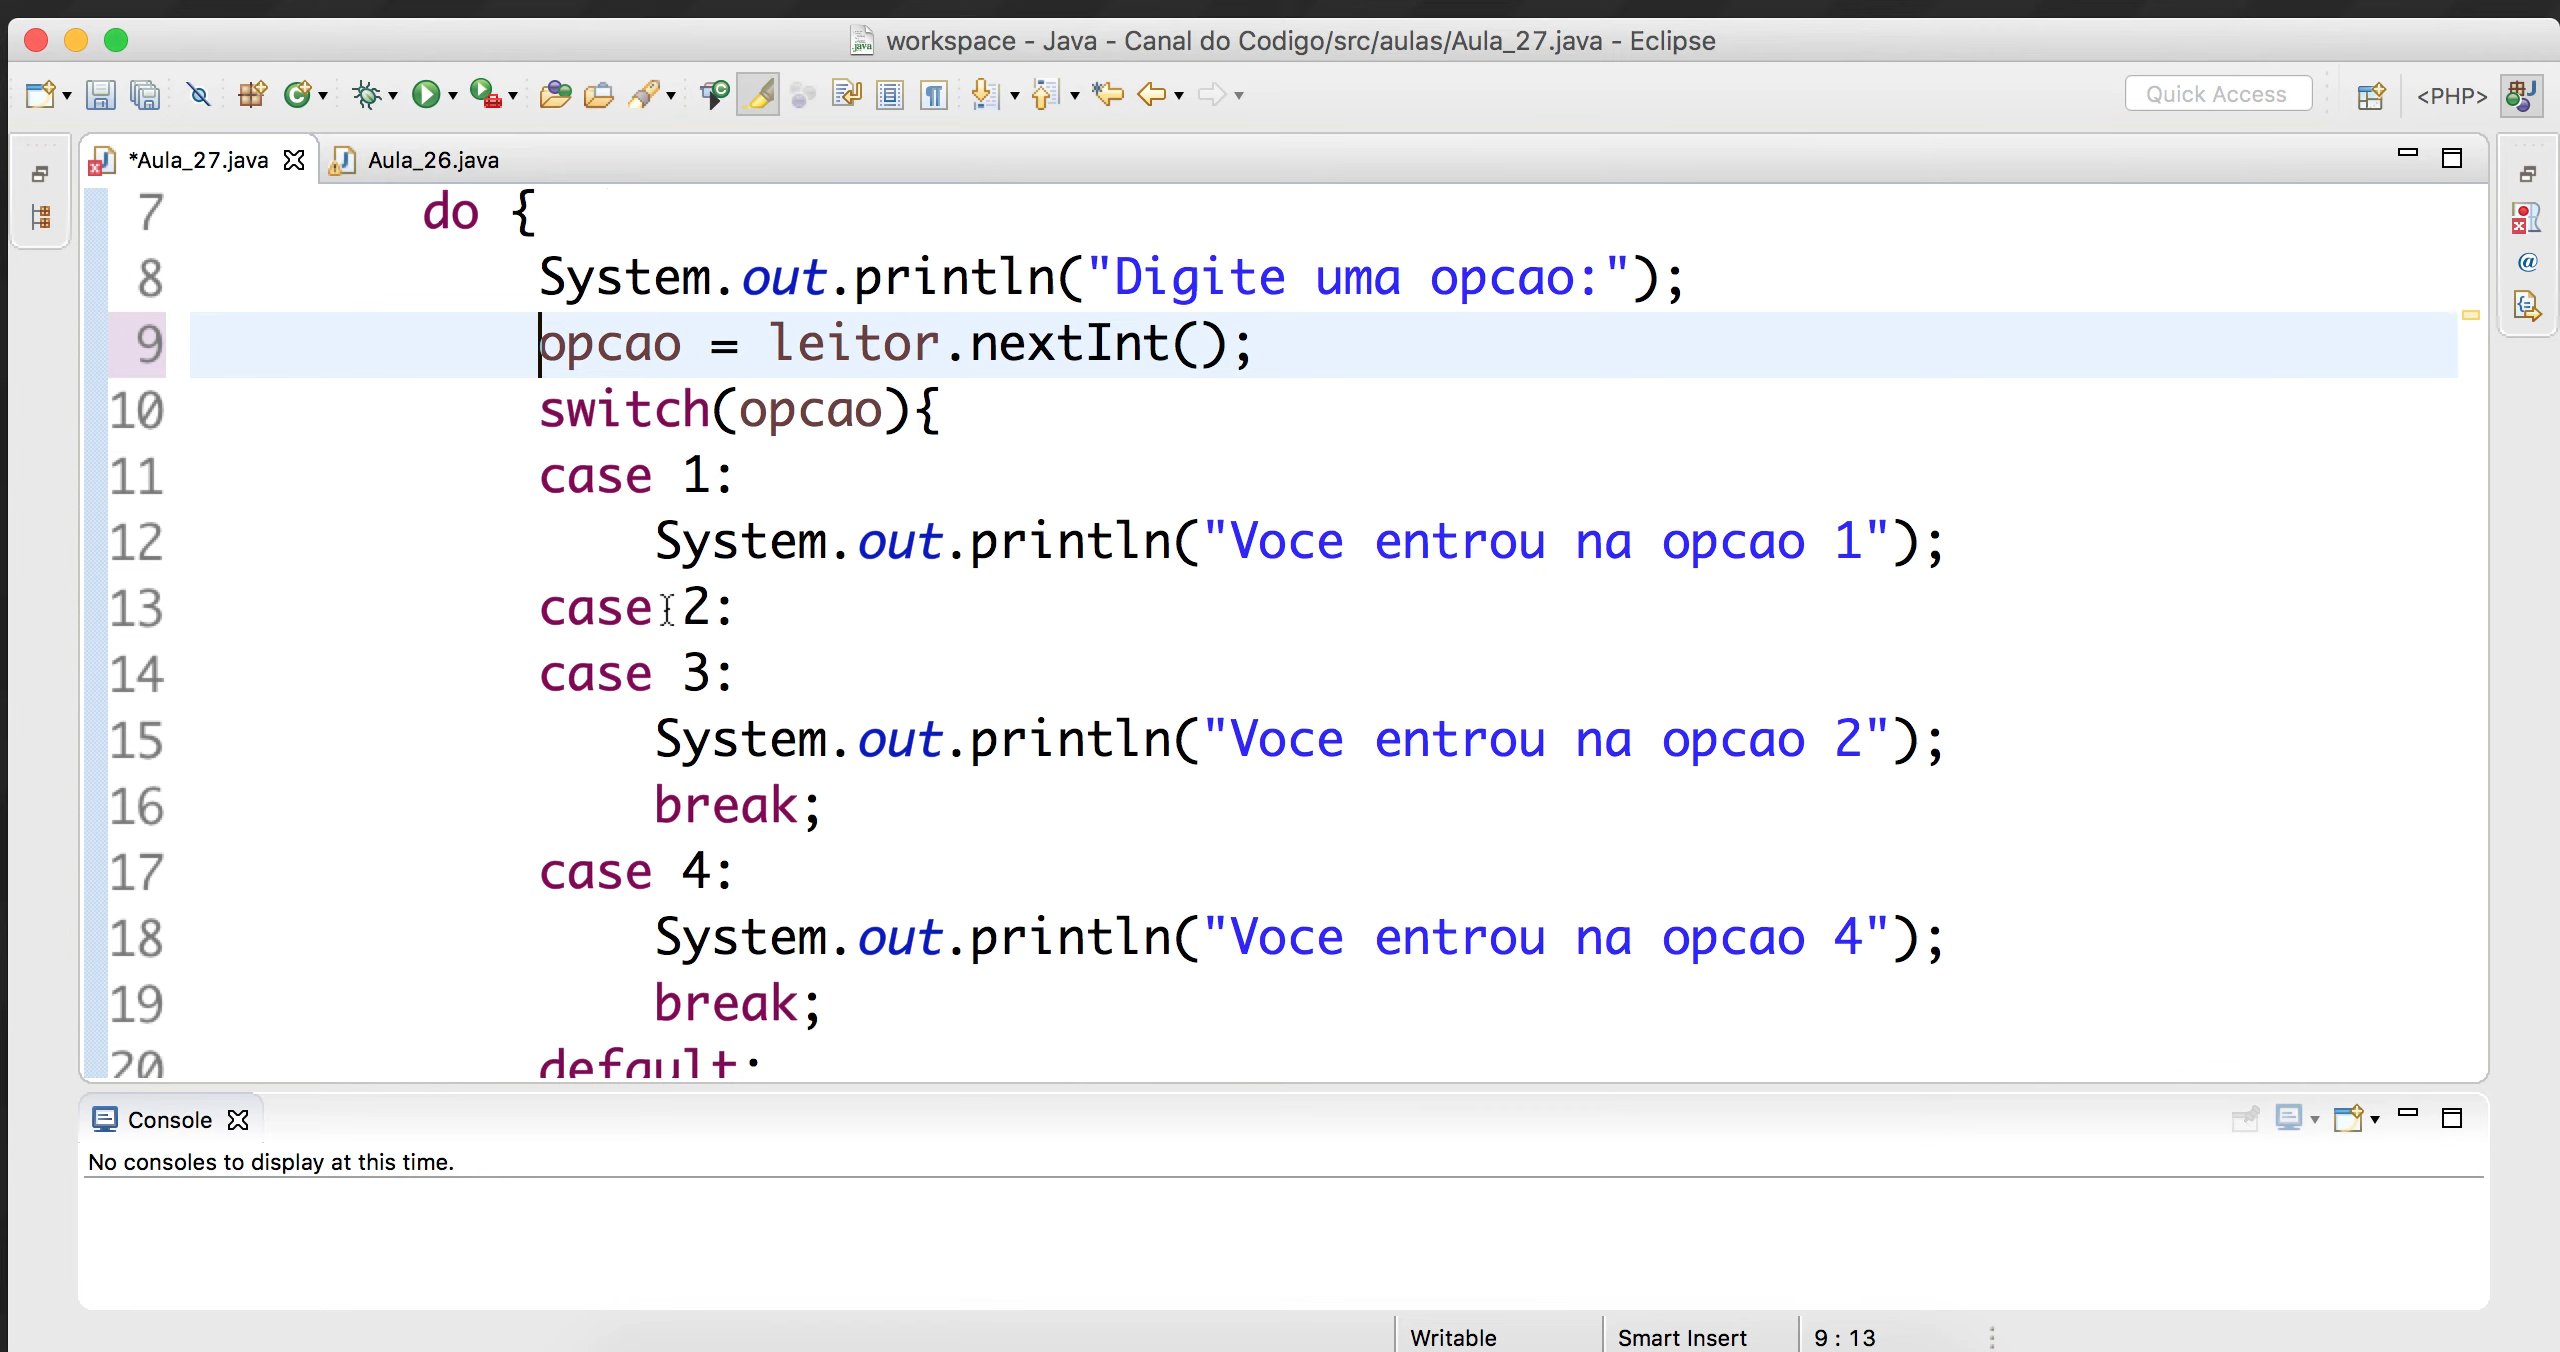 workspace - Java - Canal do Codigo/src/aulas/Aula_27.java - Eclipse
Quick Access
<PHP>
*Aula_27.java
Aula_26.java
7 do {
8 System.out.println("Digite uma opcao:");
9 opcao = leitor.nextInt();
10 switch(opcao){
11 case 1:
12 System.out.println("Voce entrou na opcao 1");
13 case 2:
14 case 3:
15 System.out.println("Voce entrou na opcao 2");
16 break;
17 case 4:
18 System.out.println("Voce entrou na opcao 4");
19 break;
20 default:
Console
No consoles to display at this time.
Writable
Smart Insert
9 : 13